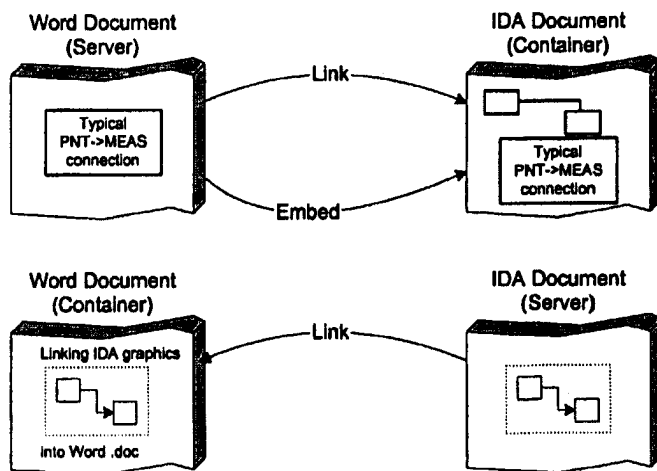 Word Document
(Server)
IDA Document
(Container)
Link
Typical
PNT->MEAS
connection
Typical
PNT->MEAS
connection
Embed
Word Document
(Container)
IDA Document
(Server)
Link
Linking IDA graphics
into Word .doc